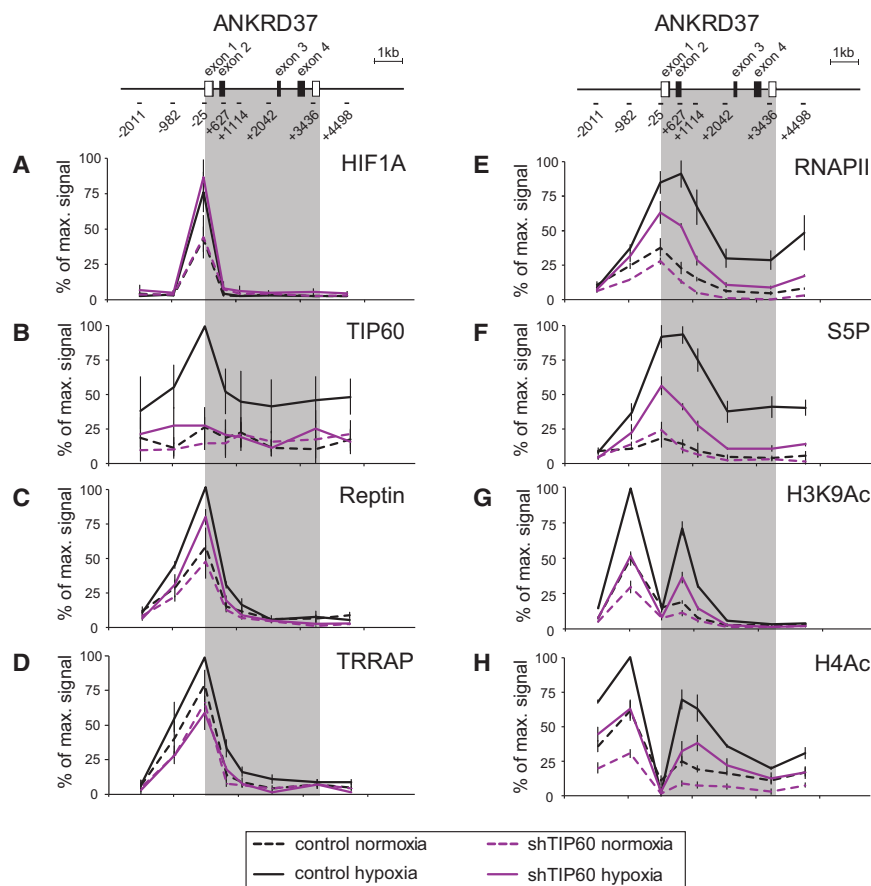 ANKRD37
exon 1
exon 2
exon 3
exon 4
1kb
-2011
-982
-25
+627
+1114
+2042
+3436
+4498
A
HIF1A
% of max. signal
100
75
50
25
0
B
TIP60
% of max. signal
100
75
50
25
0
C
Reptin
% of max. signal
100
75
50
25
0
D
TRRAP
% of max. signal
100
75
50
25
0
ANKRD37
exon 1
exon 2
exon 3
exon 4
1kb
-2011
-982
-25
+627
+1114
+2042
+3436
+4498
E
RNAPII
% of max. signal
100
75
50
25
0
F
S5P
% of max. signal
100
75
50
25
0
G
H3K9Ac
% of max. signal
100
75
50
25
0
H
H4Ac
% of max. signal
100
75
50
25
0
control normoxia
shTIP60 normoxia
control hypoxia
shTIP60 hypoxia